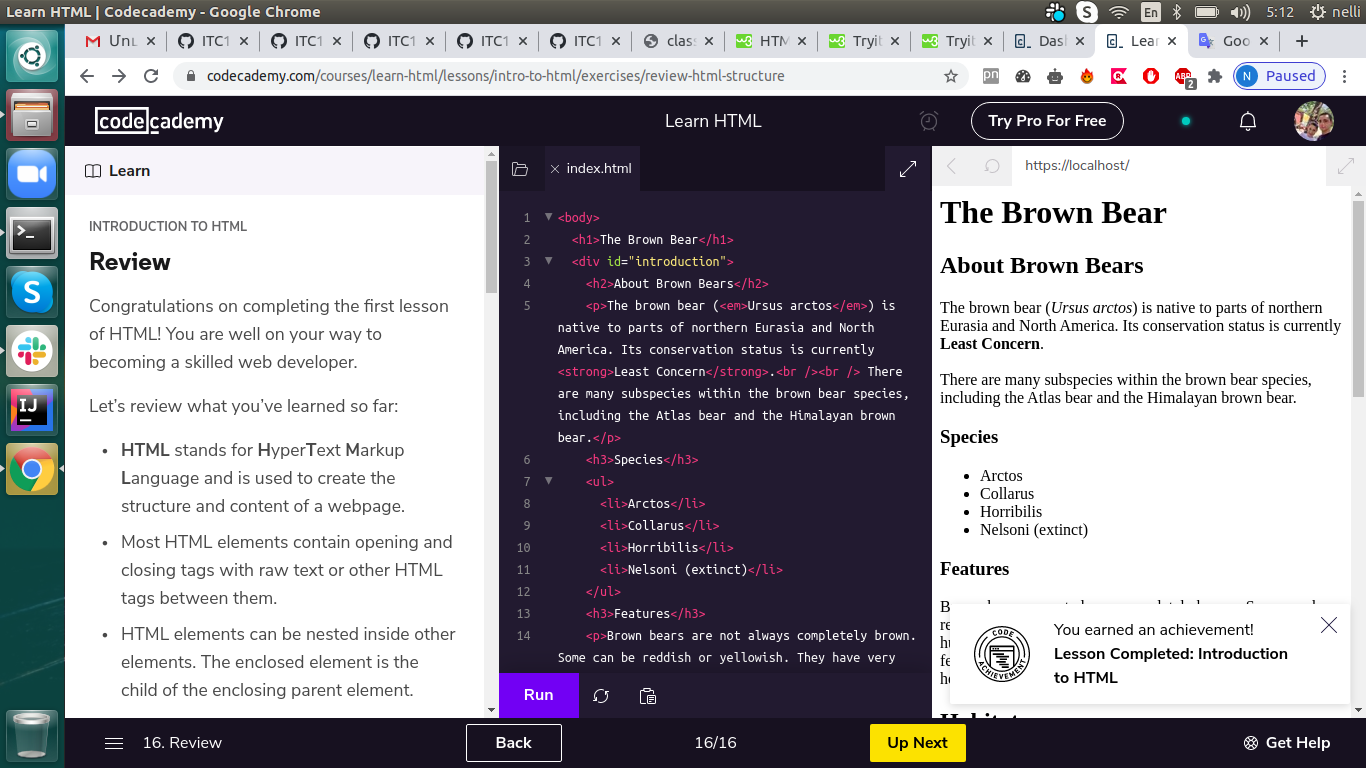 Learn HTML | Codecademy - Google Chrome
En
5:12
nelli
ITC1
ITC1
ITC1
ITC1
ITC1
clas
HTM
Tryit
Tryit
Dash
Lear
Goo
codecademy.com/courses/learn-html/lessons/intro-to-html/exercises/review-html-structure
pn
ABP
2
N
Paused
codecademy
Learn HTML
Try Pro For Free
Learn
INTRODUCTION TO HTML
Review
Congratulations on completing the first lesson
of HTML! You are well on your way to
becoming a skilled web developer.
Let's review what you've learned so far:
• HTML stands for HyperText Markup
Language and is used to create the
structure and content of a webpage.
• Most HTML elements contain opening and
closing tags with raw text or other HTML
tags between them.
• HTML elements can be nested inside other
elements. The enclosed element is the
child of the enclosing parent element.
index.html
1 <body>
2 <h1>The Brown Bear</h1>
3 <div id="introduction">
4 <h2>About Brown Bears</h2>
5 <p>The brown bear (<em>Ursus arctos</em>) is
native to parts of northern Eurasia and North
America. Its conservation status is currently
<strong>Least Concern</strong>.<br /><br /> There
are many subspecies within the brown bear species,
including the Atlas bear and the Himalayan brown
bear.</p>
6 <h3>Species</h3>
7 <ul>
8 <li>Arctos</li>
9 <li>Collarus</li>
10 <li>Horribilis</li>
11 <li>Nelsoni (extinct)</li>
12 </ul>
13 <h3>Features</h3>
14 <p>Brown bears are not always completely brown.
Some can be reddish or yellowish. They have very
Run
https://localhost/
The Brown Bear
About Brown Bears
The brown bear (Ursus arctos) is native to parts of northern
Eurasia and North America. Its conservation status is currently
Least Concern.
There are many subspecies within the brown bear species,
including the Atlas bear and the Himalayan brown bear.
Species
• Arctos
• Collarus
• Horribilis
• Nelsoni (extinct)
Features
Habitat
CODE
ACHIEVEMENT
You earned an achievement!
Lesson Completed: Introduction
to HTML
IJ
16. Review
Back
16/16
Up Next
Get Help